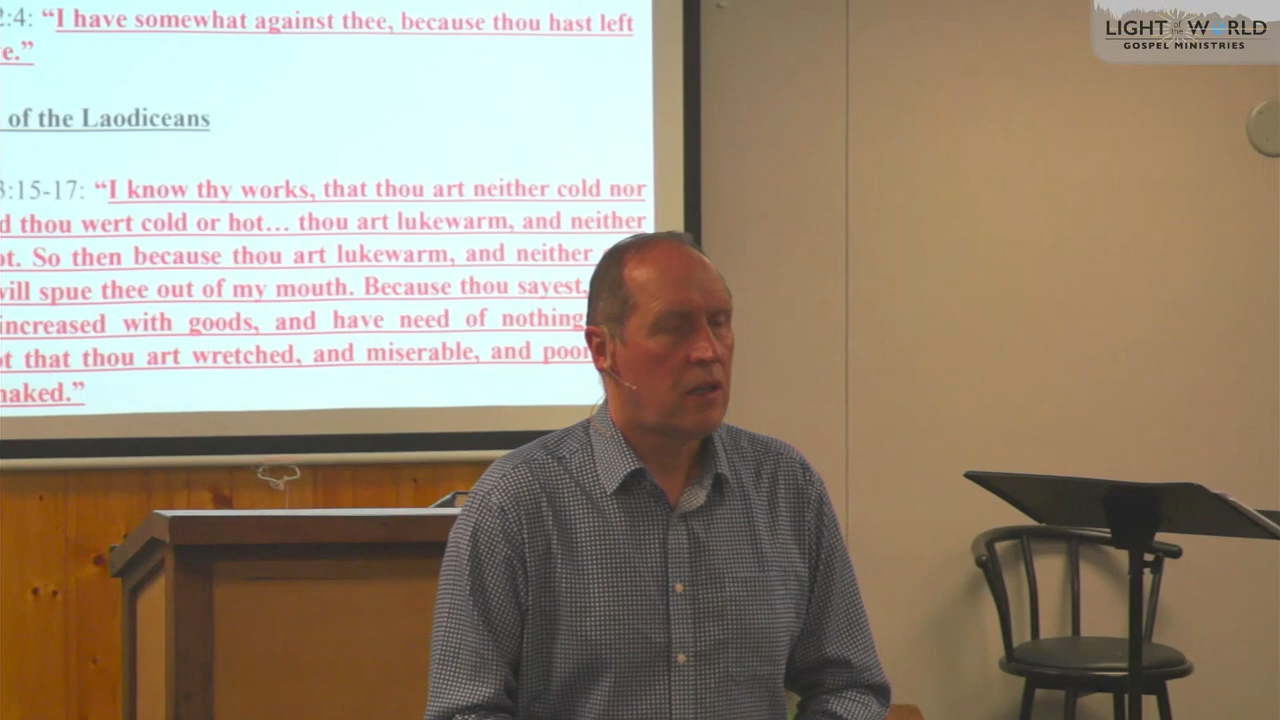 2:4: “I have somewhat against thee, because thou hast left
e.”
of the Laodiceans
3:15-17: “I know thy works, that thou art neither cold nor
d thou wert cold or hot… thou art lukewarm, and neither
ot. So then because thou art lukewarm, and neither
will spue thee out of my mouth. Because thou sayest,
increased with goods, and have need of nothing
ot that thou art wretched, and miserable, and poor
naked.”
LIGHT of the WORLD
GOSPEL MINISTRIES